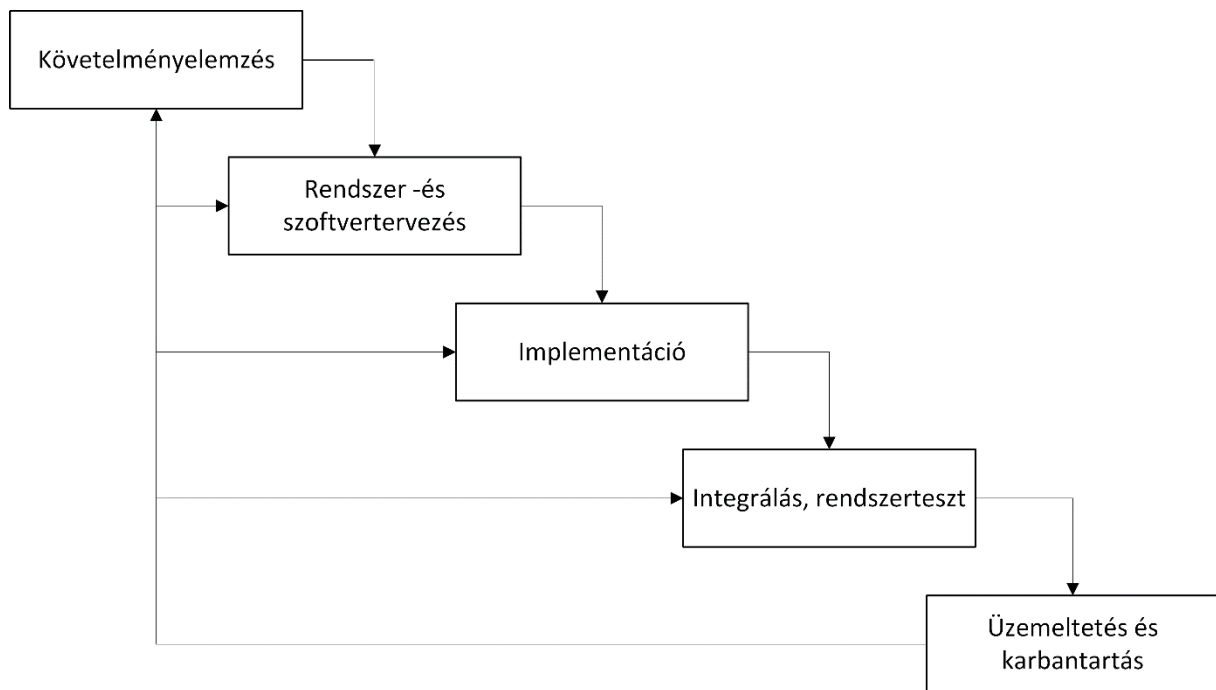 Követelményelemzés
Rendszer -és
szoftvertervezés
Implementáció
Integrálás, rendszerteszt
Üzemeltetés és
karbantartás